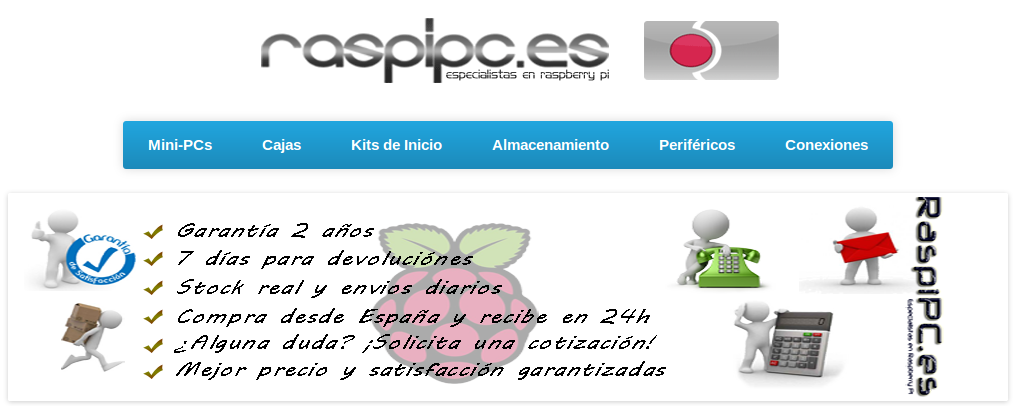 raspipc.es
especialistas en raspberry pi
Mini-PCs
Cajas
Kits de Inicio
Almacenamiento
Periféricos
Conexiones
Garantía de Satisfacción
Garantía 2 años
7 días para devoluciónes
Stock real y envios diarios
Compra desde España y recibe en 24h
¿Alguna duda? ¡Solicita una cotización!
Mejor precio y satisfacción garantizadas
RaspiPC.es
Especialistas en Raspberry Pi